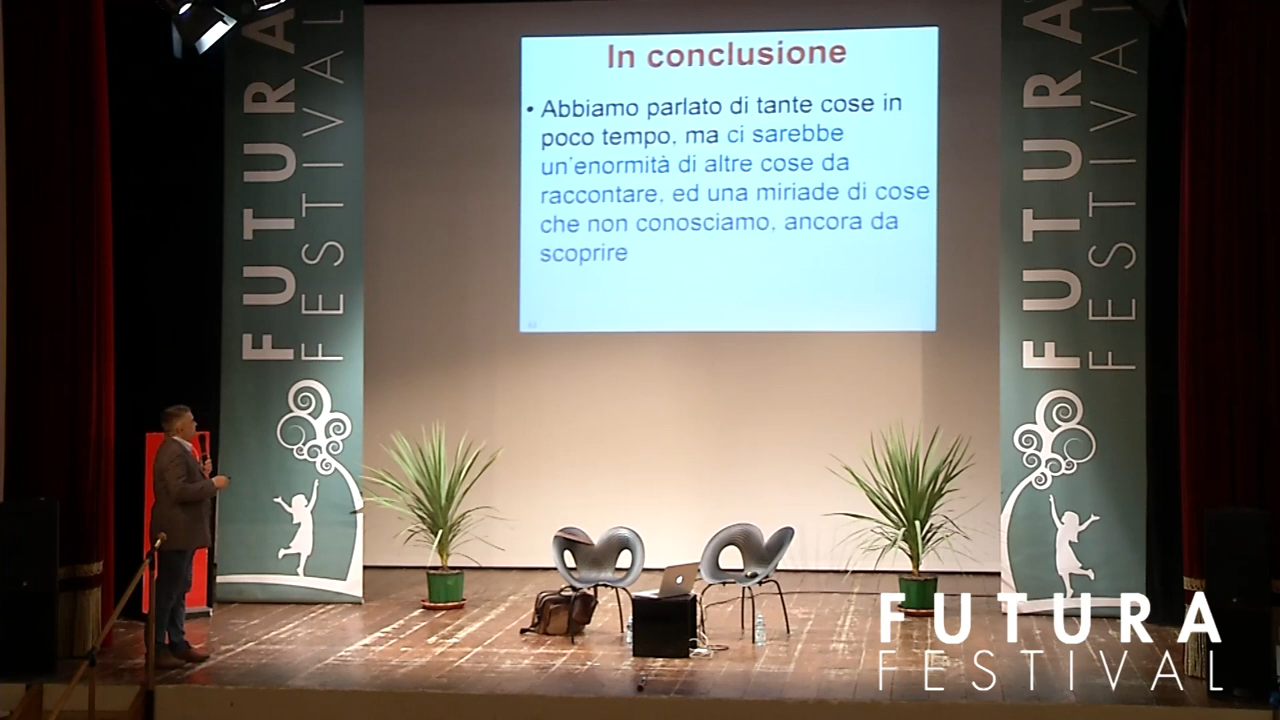 FUTURA
FESTIVAL
In conclusione
• Abbiamo parlato di tante cose in
poco tempo, ma ci sarebbe
un'enormità di altre cose da
raccontare, ed una miriade di cose
che non conosciamo, ancora da
scoprire
FUTURA
FESTIVAL
FUTURA
FESTIVAL